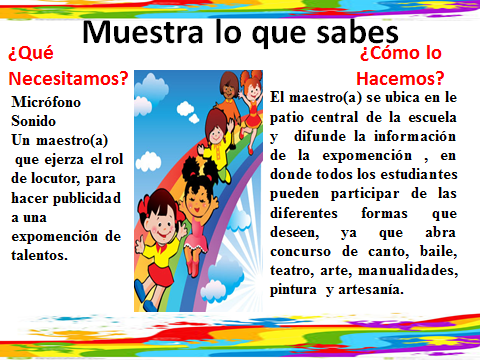 Muestra lo que sabes
¿Qué
Necesitamos?
Micrófono
Sonido
Un maestro(a)
que ejerza el rol
de locutor, para
hacer publicidad
a una
expomención de
talentos.
¿Cómo lo
Hacemos?
El maestro(a) se ubica en le
patio central de la escuela
y difunde la información
de la expomención , en
donde todos los estudiantes
pueden participar de las
diferentes formas que
deseen, ya que abra
concurso de canto, baile,
teatro, arte, manualidades,
pintura y artesanía.